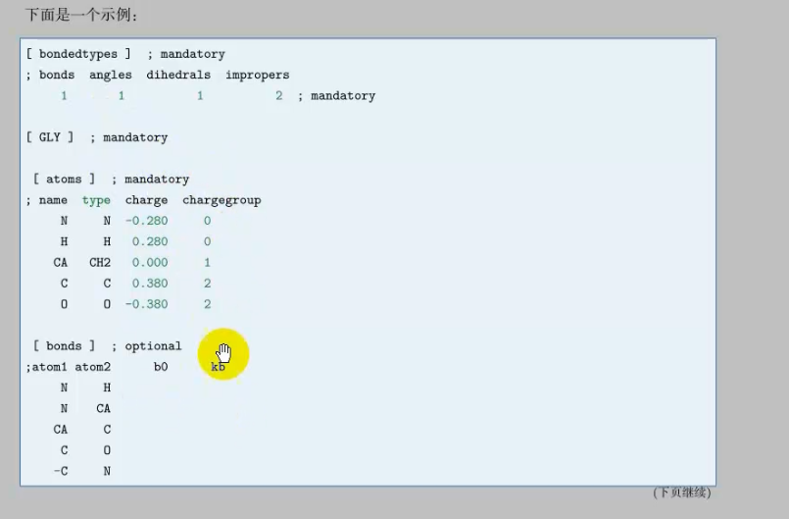 下面是一个示例：
[ bondedtypes ]  ; mandatory
; bonds  angles  dihedrals  impropers
1       1          1          2  ; mandatory
[ GLY ]  ; mandatory
[ atoms ]  ; mandatory
; name  type  charge  chargegroup
N     N  -0.280     0
H     H   0.280     0
CA   CH2   0.000     1
C     C   0.380     2
O     O  -0.380     2
[ bonds ]  ; optional
;atom1 atom2      b0      kb
N     H
N    CA
CA     C
C     O
-C     N
(下页继续)